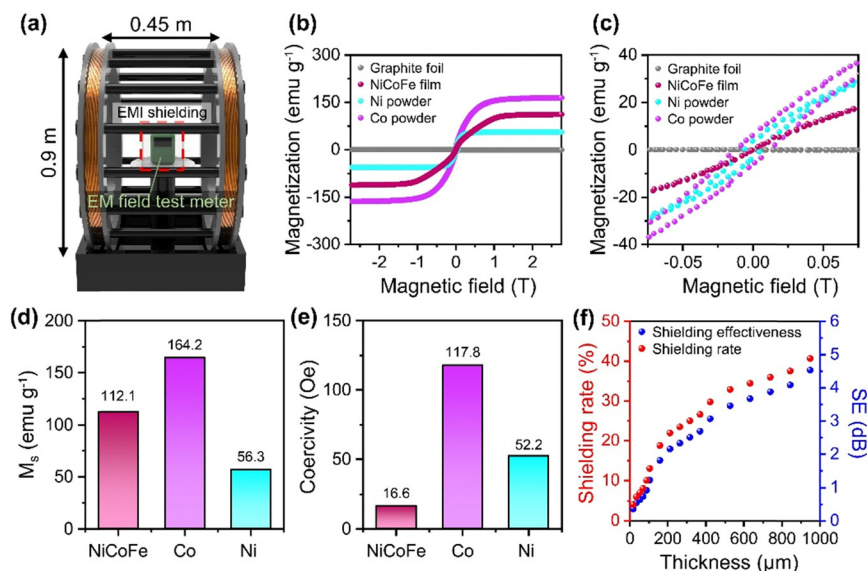 (a)
0.45 m
0.9 m
EMI shielding
EM field test meter
(b)
Magnetization (emu g⁻¹)
300
150
0
-150
-300
Graphite foil
NiCoFe film
Ni powder
Co powder
-2 -1 0 1 2
Magnetic field (T)
(c)
Magnetization (emu g⁻¹)
40
20
0
-20
-40
Graphite foil
NiCoFe film
Ni powder
Co powder
-0.05 0.00 0.05
Magnetic field (T)
(d)
Mₛ (emu g⁻¹)
200
150
100
50
0
112.1
164.2
56.3
NiCoFe Co Ni
(e)
Coercivity (Oe)
150
100
50
0
16.6
117.8
52.2
NiCoFe Co Ni
(f)
Shielding rate (%)
50
40
30
20
10
0
Shielding effectiveness
Shielding rate
6
5
4
3
2
1
0
SE (dB)
0 200 400 600 800 1000
Thickness (μm)